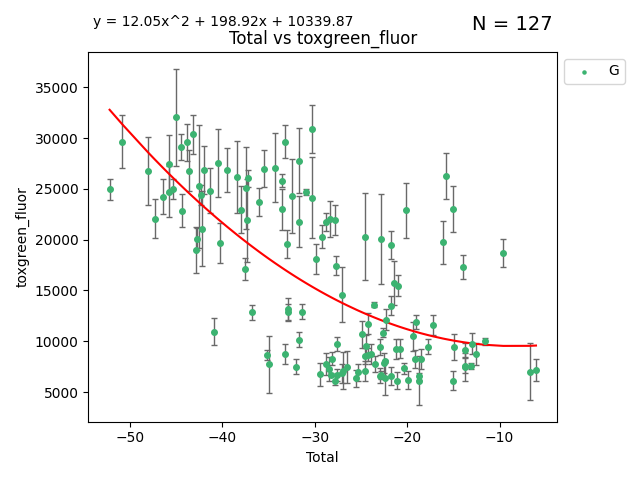 y = 12.05x^2 + 198.92x + 10339.87
N = 127
Total vs toxgreen_fluor
G
toxgreen_fluor
35000
30000
25000
20000
15000
10000
5000
−50
−40
−30
−20
−10
Total